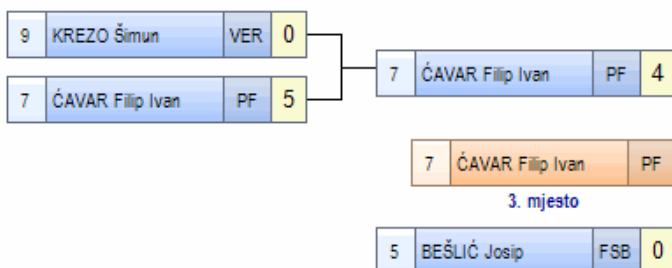 9 KREZO Šimun VER 0
7 ĆAVAR Filip Ivan PF 5
7 ĆAVAR Filip Ivan PF 4
7 ĆAVAR Filip Ivan PF
3. mjesto
5 BEŠLIĆ Josip FSB 0